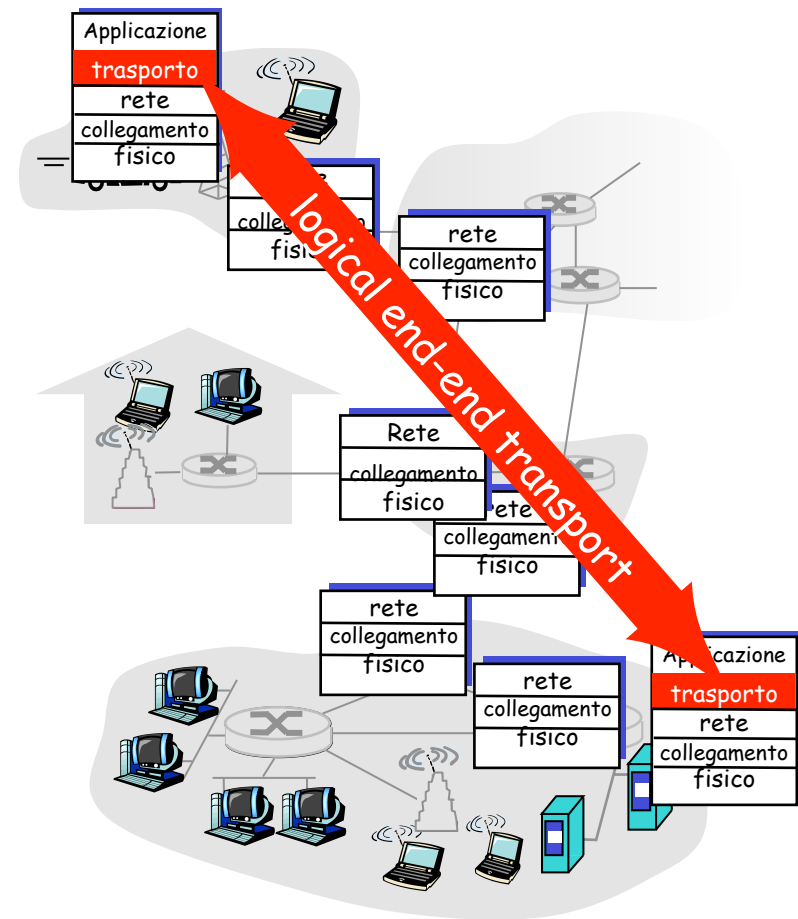 Applicazione
trasporto
rete
collegamento
fisico
fisico
rete
collegamento
fisico
logical end-end transport
Rete
collegamento
fisico
collegamento
fisico
rete
collegamento
fisico
rete
collegamento
fisico
Applicazione
trasporto
rete
collegamento
fisico